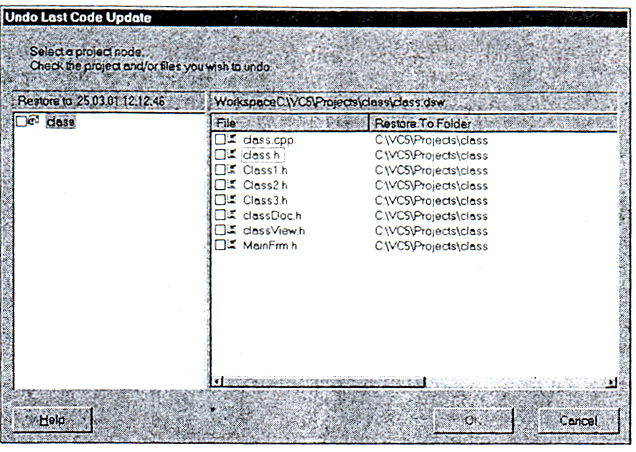 Undo Last Code Update
Select a project node.
Check the project and/or files you wish to undo.
Restore to 25.03.01 12.12.46
WorkspaceC:\VC5\Projects\class\class.dsw
class
File Restore To Folder
class.cpp C:\VC5\Projects\class
class.h C:\VC5\Projects\class
Class1.h C:\VC5\Projects\class
Class2.h C:\VC5\Projects\class
Class3.h C:\VC5\Projects\class
classDoc.h C:\VC5\Projects\class
classView.h C:\VC5\Projects\class
MainFrm.h C:\VC5\Projects\class
Help OK Cancel